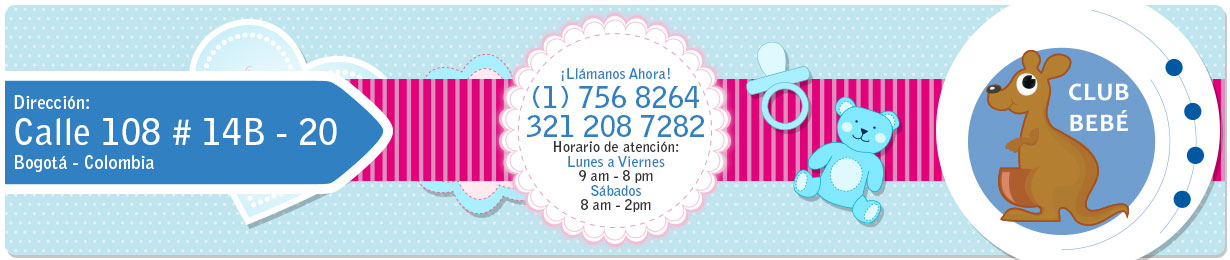 Dirección:
Calle 108 # 14B - 20
Bogotá - Colombia
¡Llámanos Ahora!
(1) 756 8264
321 208 7282
Horario de atención:
Lunes a Viernes
9 am - 8 pm
Sábados
8 am - 2pm
CLUB
BEBÉ